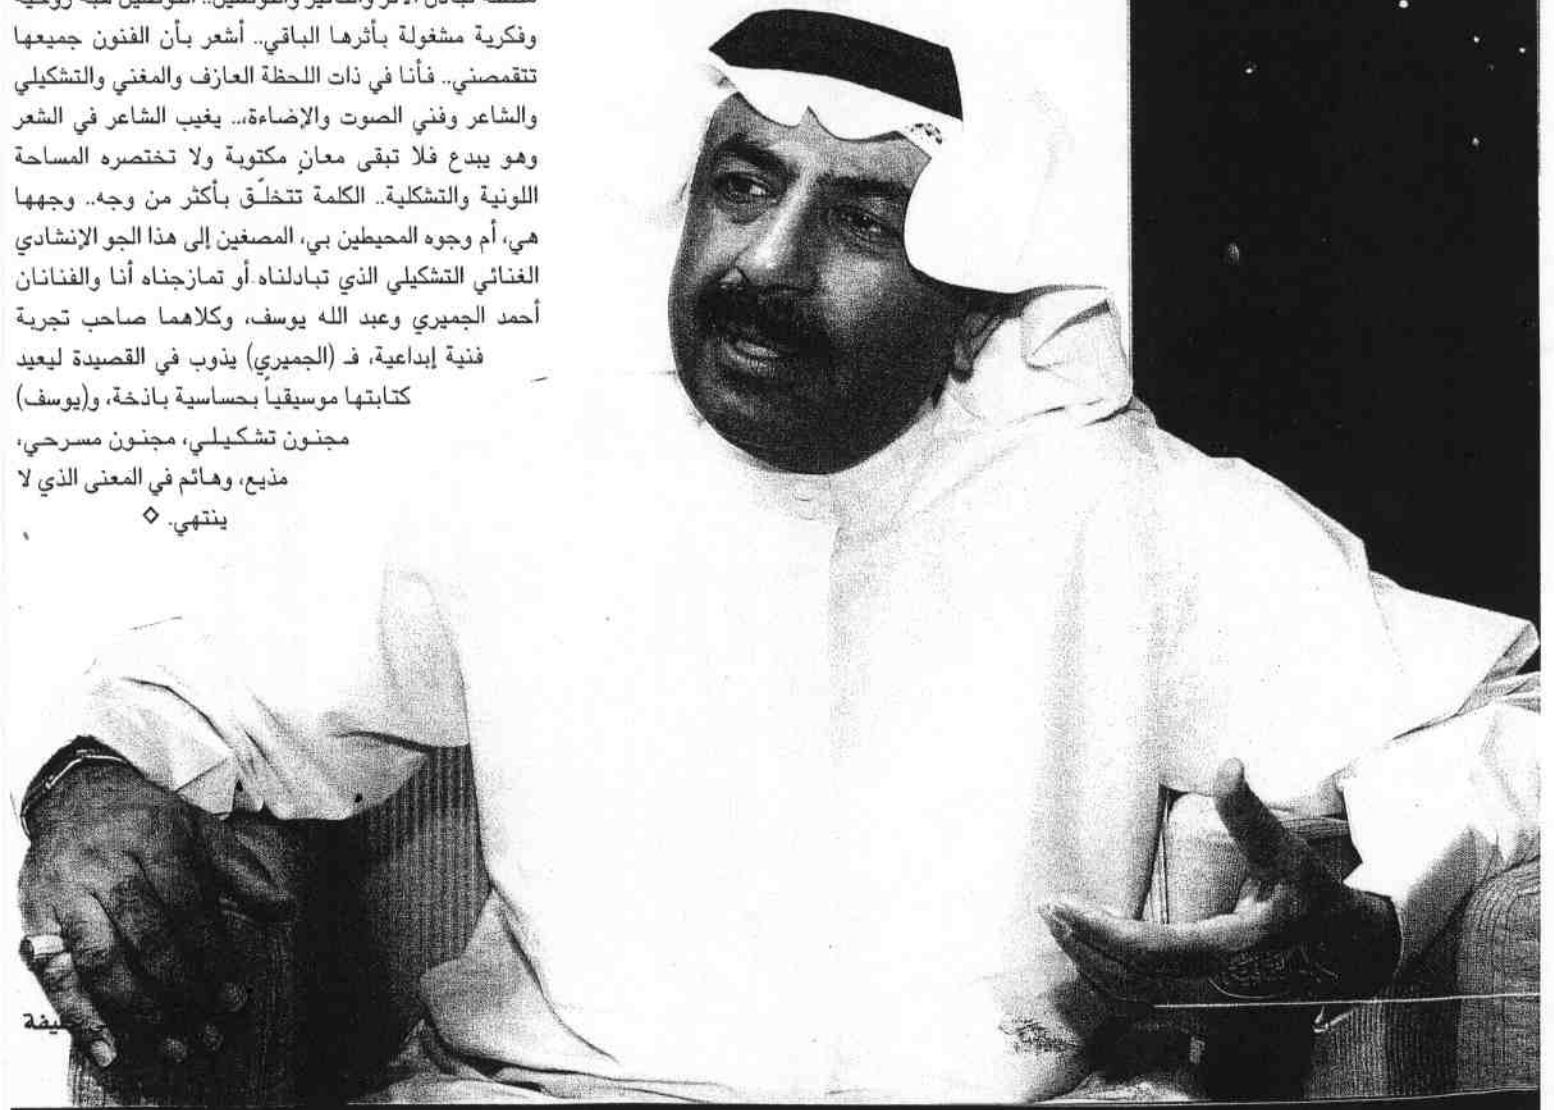 وفكرية مشغولة بأثرها الباقي.. أشعر بأن الفنون جميعها
تتقمصني.. فأنا في ذات اللحظة العازف والمغني والتشكيلي
والشاعر وفني الصوت والإضاءة،.. يغيب الشاعر في الشعر
وهو يبدع فلا تبقى معانٍ مكتوبة ولا تختصره المساحة
اللونية والتشكلية.. الكلمة تتخلّق بأكثر من وجه.. وجهها
هي، أم وجوه المحيطين بي، المصغين إلى هذا الجو الإنشادي
الغنائي التشكيلي الذي تبادلناه أو تمازجناه أنا والفنانان
أحمد الجميري وعبد الله يوسف، وكلاهما صاحب تجربة
فنية إبداعية، فـ (الجميري) يذوب في القصيدة ليعيد
كتابتها موسيقياً بحساسية باذخة، و(يوسف)
مجنون تشكيلي، مجنون مسرحي،
مذيع، وهائم في المعنى الذي لا
ينتهي. ◇